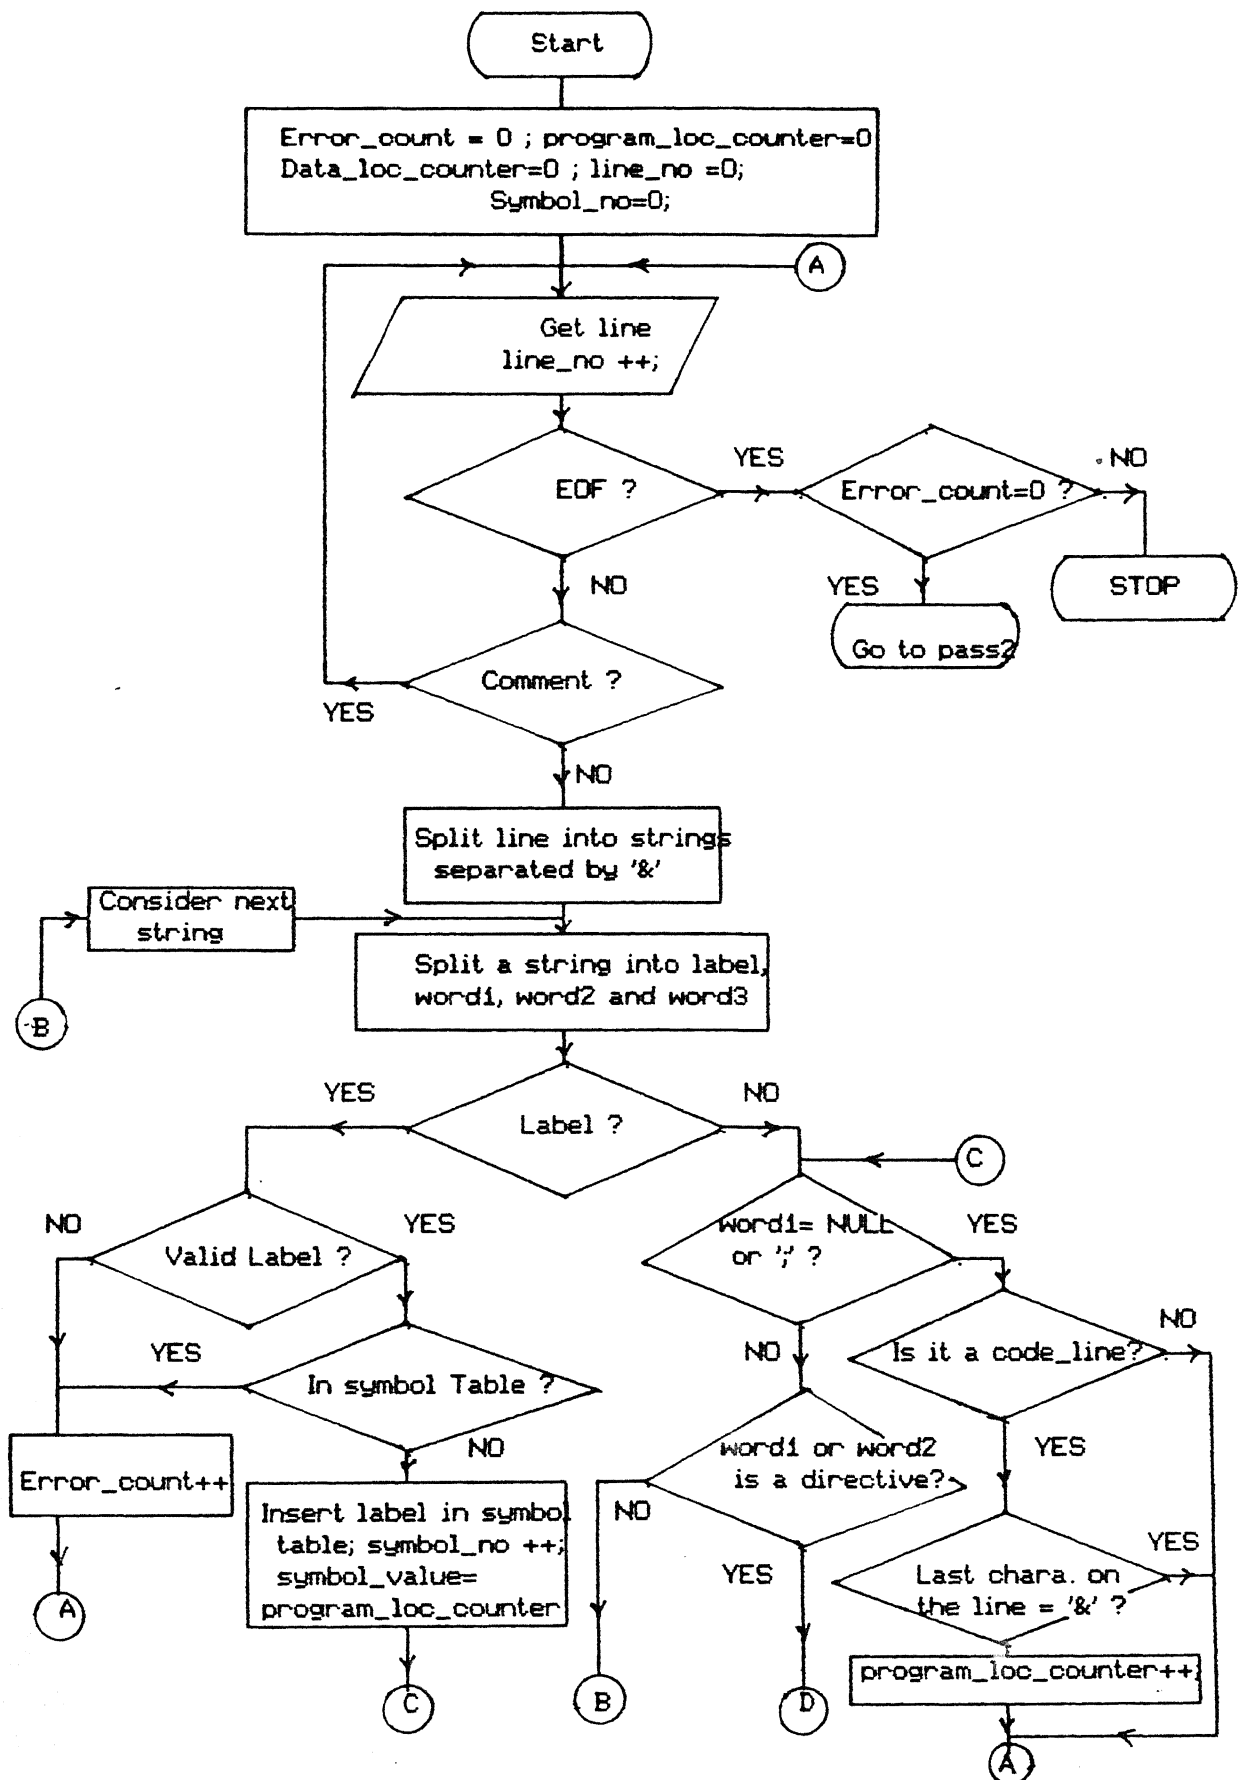 Start
Error_count = 0 ; program_loc_counter=0
Data_loc_counter=0 ; line_no =0;
Symbol_no=0;
A
Get line
line_no ++;
EOF ?
YES
Error_count=0 ?
NO
NO
YES
STOP
Go to pass2
Comment ?
YES
NO
Split line into strings
separated by '&'
Consider next
string
Split a string into label,
word1, word2 and word3
B
YES
Label ?
NO
C
NO
Valid Label ?
YES
word1= NULL
or ';' ?
YES
YES
In symbol Table ?
NO
NO
Is it a code_line?
NO
Error_count++
Insert label in symbol
table; symbol_no ++;
symbol_value=
program_loc_counter
word1 or word2
is a directive?
NO
YES
YES
Last chara. on
the line = '&' ?
YES
program_loc_counter++;
A
C
B
D
A